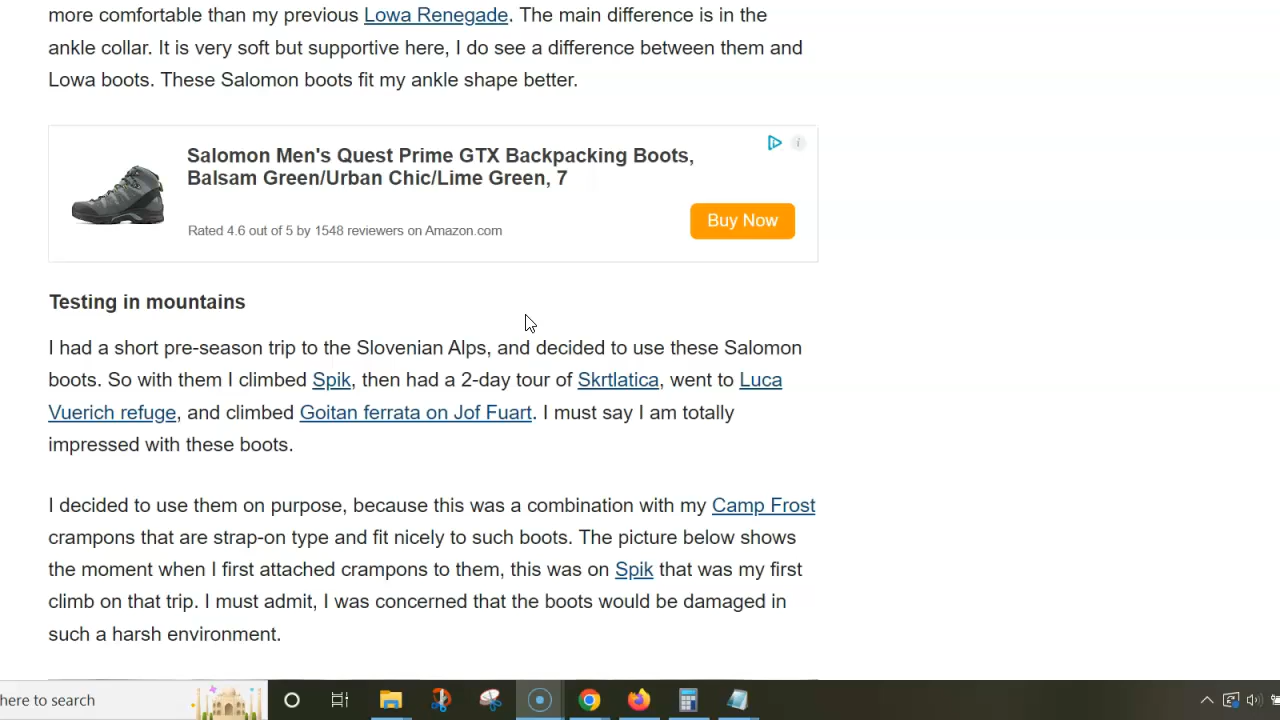 more comfortable than my previous Lowa Renegade. The main difference is in the
ankle collar. It is very soft but supportive here, I do see a difference between them and
Lowa boots. These Salomon boots fit my ankle shape better.
Salomon Men's Quest Prime GTX Backpacking Boots,
Balsam Green/Urban Chic/Lime Green, 7
Rated 4.6 out of 5 by 1548 reviewers on Amazon.com
Buy Now
Testing in mountains
I had a short pre-season trip to the Slovenian Alps, and decided to use these Salomon
boots. So with them I climbed Spik, then had a 2-day tour of Skrtlatica, went to Luca
Vuerich refuge, and climbed Goitan ferrata on Jof Fuart. I must say I am totally
impressed with these boots.
I decided to use them on purpose, because this was a combination with my Camp Frost
crampons that are strap-on type and fit nicely to such boots. The picture below shows
the moment when I first attached crampons to them, this was on Spik that was my first
climb on that trip. I must admit, I was concerned that the boots would be damaged in
such a harsh environment.
here to search